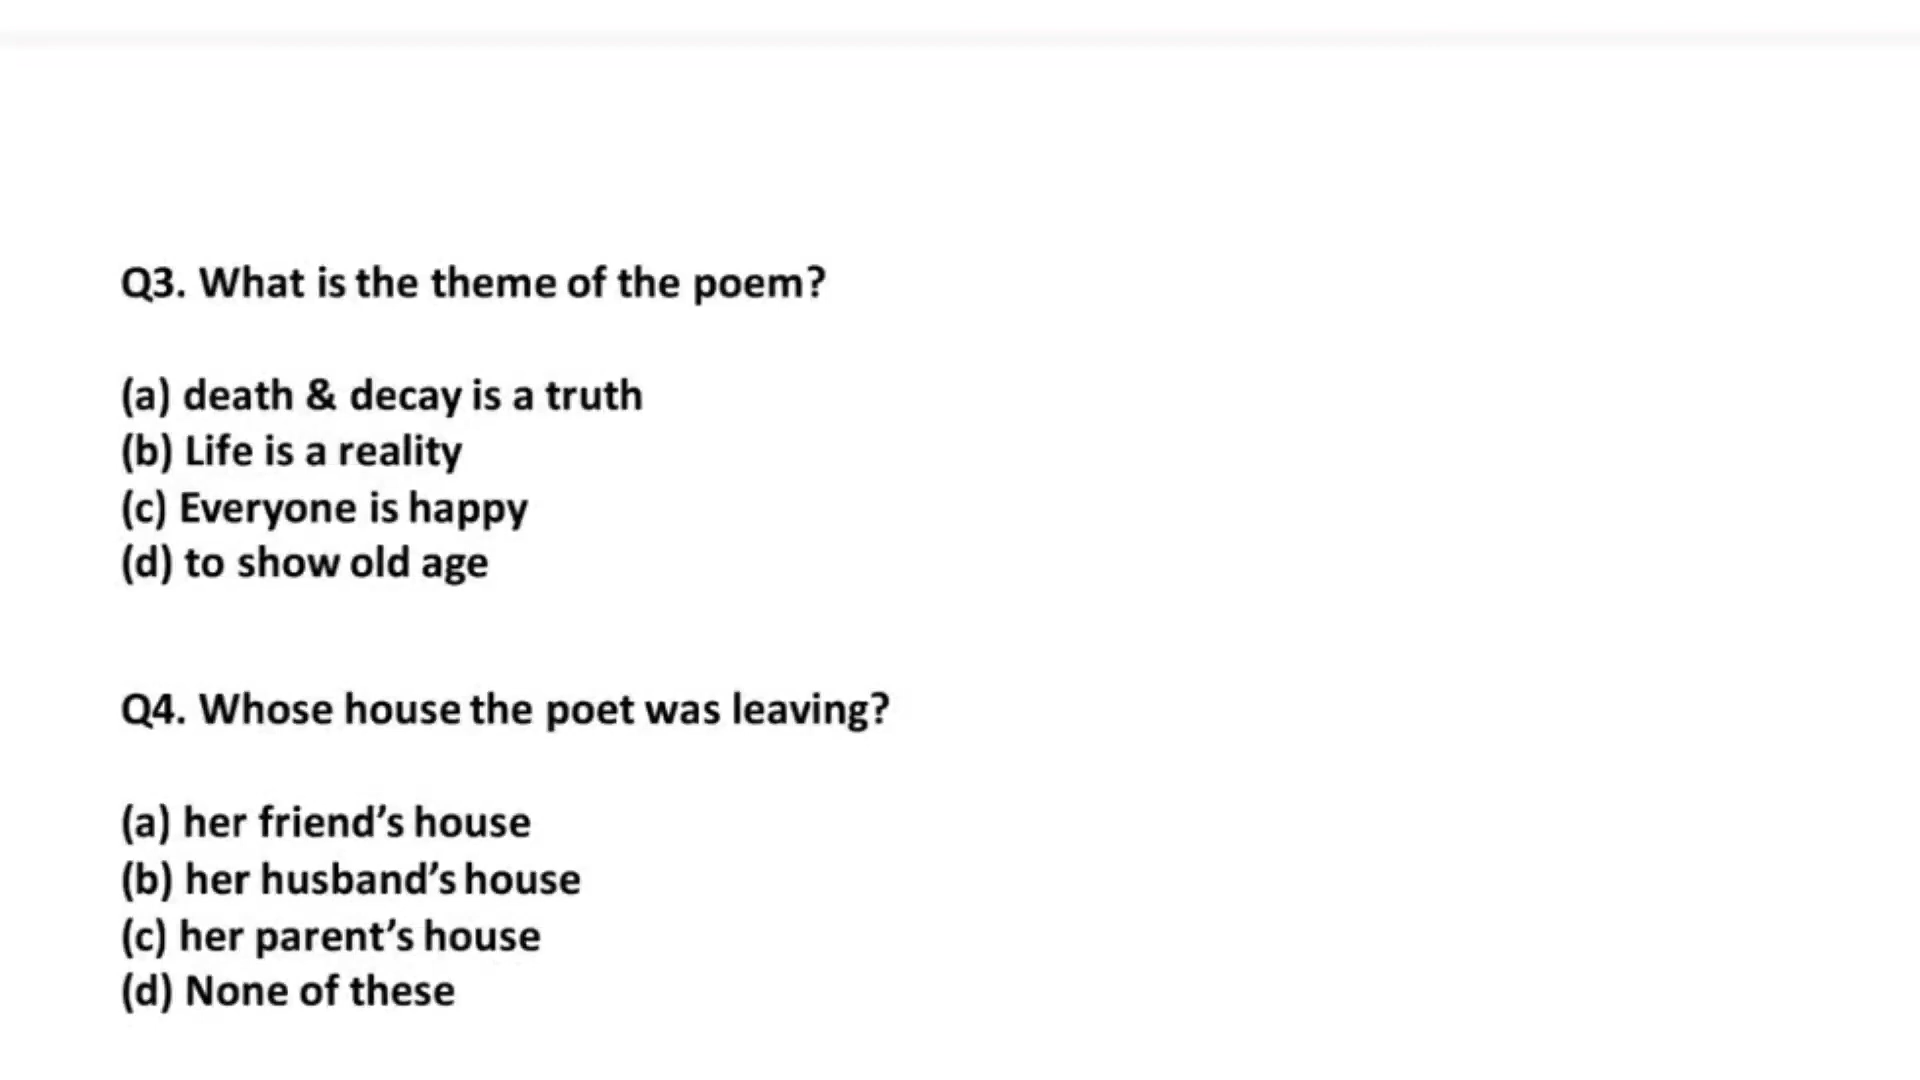 Q3. What is the theme of the poem?
(a) death & decay is a truth
(b) Life is a reality
(c) Everyone is happy
(d) to show old age
Q4. Whose house the poet was leaving?
(a) her friend’s house
(b) her husband’s house
(c) her parent’s house
(d) None of these